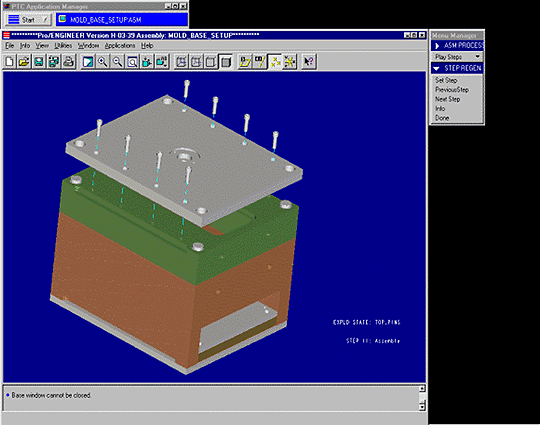 PTC Application Manager
Start
MOLD_BASE_SETUP.ASM
**********Pro/ENGINEER Version H-03-39 Assembly: MOLD_BASE_SETUP**********
File Info View Utilities Window Applications Help
Menu Manager
ASM PROCESS
Play Steps
STEP REGEN
Set Step
PreviousStep
Next Step
Info
Done
EXPLD STATE: TOP_PINS
STEP 11: Assembly
Base window cannot be closed.